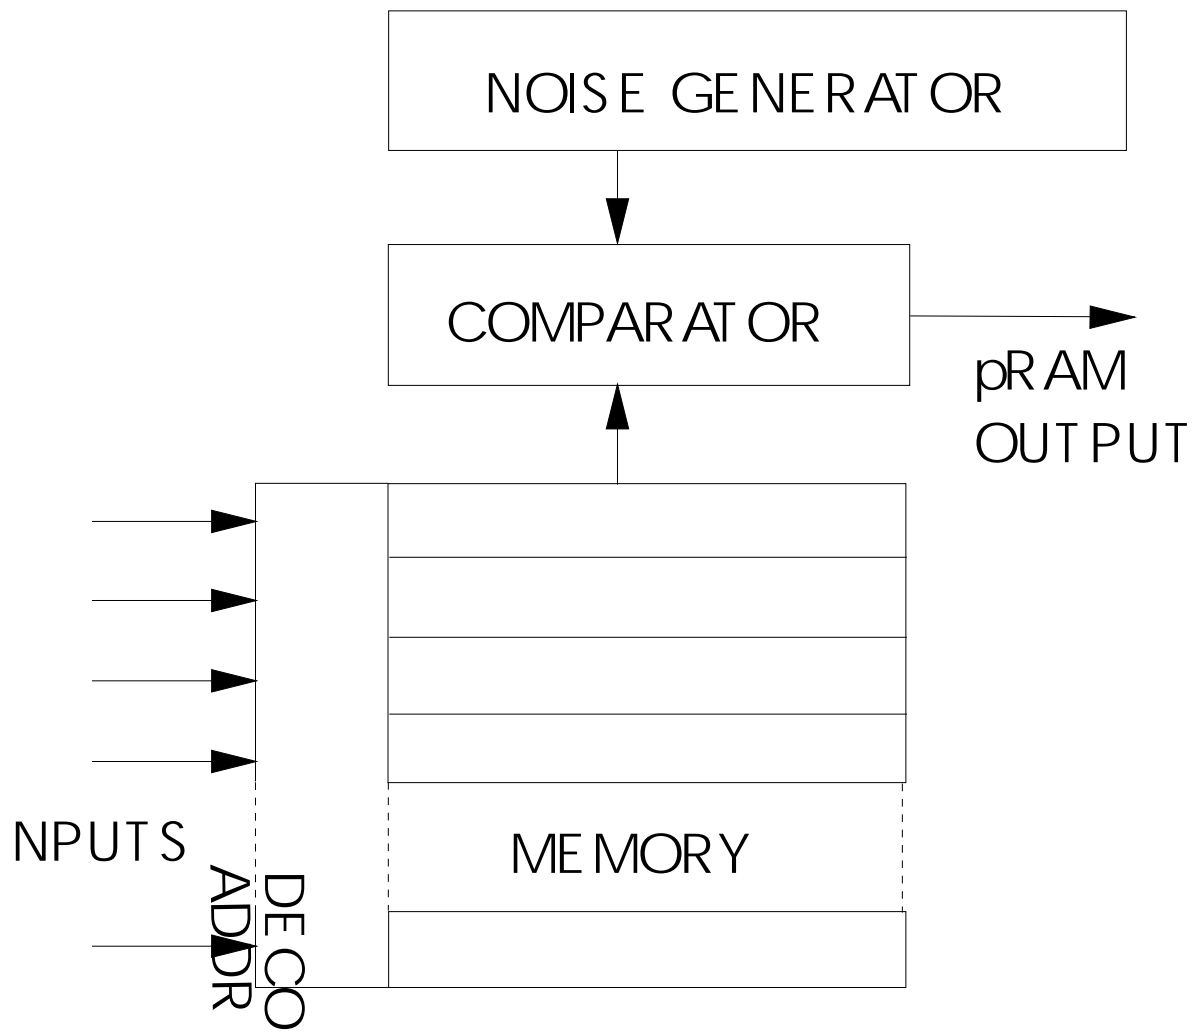 NOISE GENERATOR
COMPARATOR
pRAM
OUTPUT
NPUTS
MEMORY
ADDR
DECO